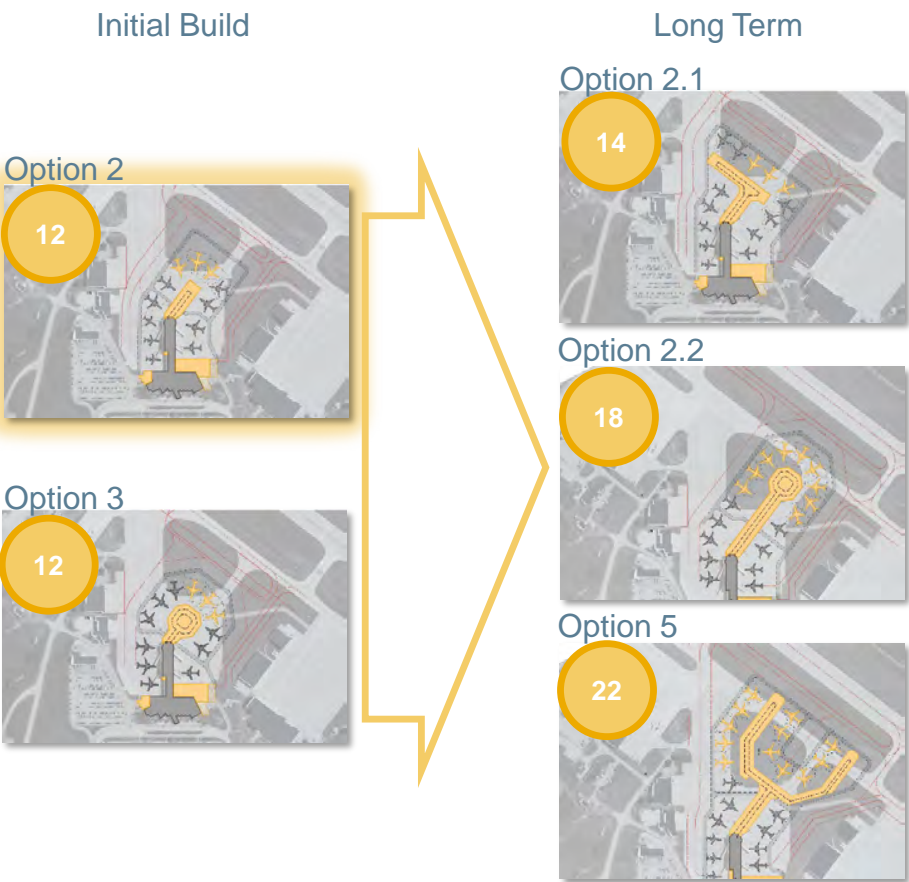 Initial Build
Long Term
Option 2
12
Option 3
12
Option 2.1
14
Option 2.2
18
Option 5
22